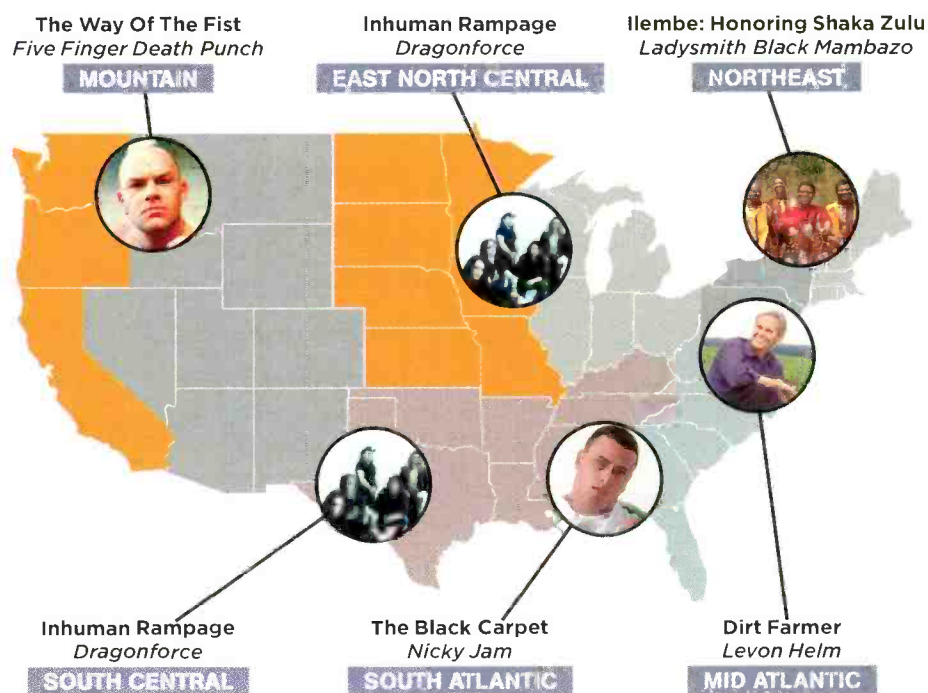 The Way Of The Fist
Five Finger Death Punch
MOUNTAIN
Inhuman Rampage
Dragonforce
EAST NORTH CENTRAL
Ilembe: Honoring Shaka Zulu
Ladysmith Black Mambazo
NORTHEAST
Inhuman Rampage
Dragonforce
SOUTH CENTRAL
The Black Carpet
Nicky Jam
SOUTH ATLANTIC
Dirt Farmer
Levon Helm
MID ATLANTIC